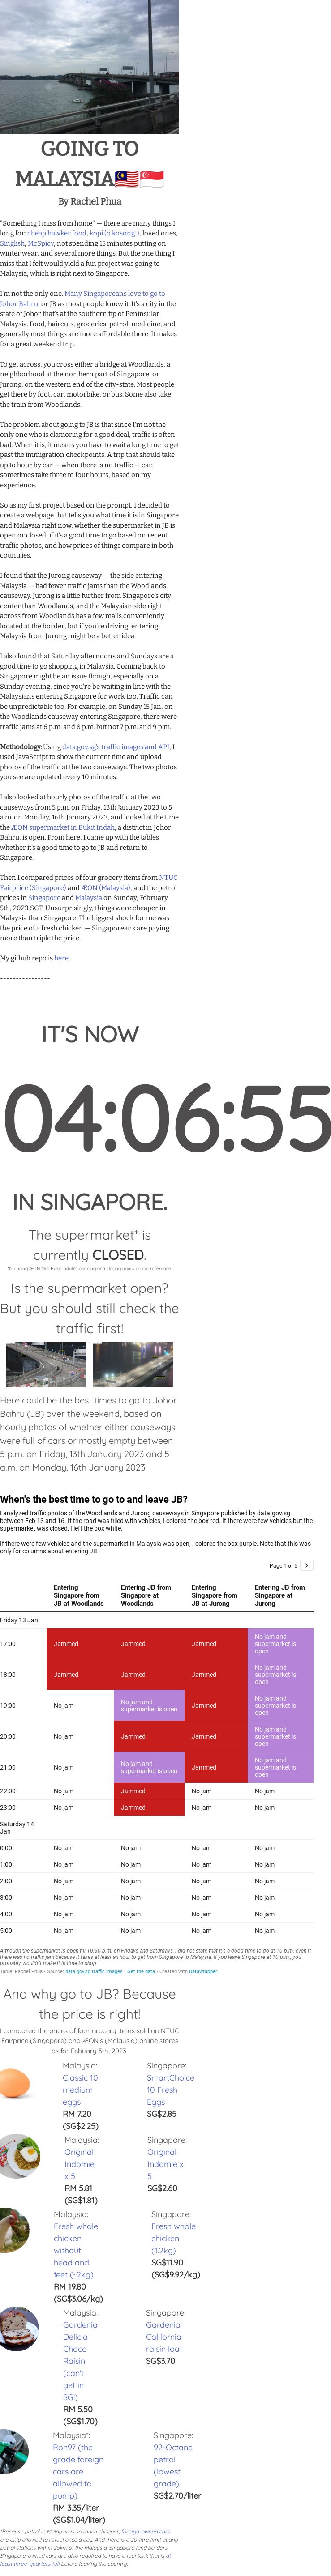 GOING TO
MALAYSIA🇲🇾🇸🇬
By Rachel Phua
"Something I miss from home" — there are many things I
long for: cheap hawker food, kopi (o kosong!), loved ones,
Singlish, McSpicy, not spending 15 minutes putting on
winter wear, and several more things. But the one thing I
miss that I felt would yield a fun project was going to
Malaysia, which is right next to Singapore.
I'm not the only one. Many Singaporeans love to go to
Johor Bahru, or JB as most people know it. It's a city in the
state of Johor that's at the southern tip of Peninsular
Malaysia. Food, haircuts, groceries, petrol, medicine, and
generally most things are more affordable there. It makes
for a great weekend trip.
To get across, you cross either a bridge at Woodlands, a
neighborhood at the northern part of Singapore, or
Jurong, on the western end of the city-state. Most people
get there by foot, car, motorbike, or bus. Some also take
the train from Woodlands.
The problem about going to JB is that since I'm not the
only one who is clamoring for a good deal, traffic is often
bad. When it is, it means you have to wait a long time to get
past the immigration checkpoints. A trip that should take
up to hour by car — when there is no traffic — can
sometimes take three to four hours, based on my
experience.
So as my first project based on the prompt, I decided to
create a webpage that tells you what time it is in Singapore
and Malaysia right now, whether the supermarket in JB is
open or closed, if it's a good time to go based on recent
traffic photos, and how prices of things compare in both
countries.
I found that the Jurong causeway — the side entering
Malaysia — had fewer traffic jams than the Woodlands
causeway. Jurong is a little further from Singapore's city
center than Woodlands, and the Malaysian side right
across from Woodlands has a few malls conveniently
located at the border, but if you're driving, entering
Malaysia from Jurong might be a better idea.
I also found that Saturday afternoons and Sundays are a
good time to go shopping in Malaysia. Coming back to
Singapore might be an issue though, especially on a
Sunday evening, since you're be waiting in line with the
Malaysians entering Singapore for work too. Traffic can
be unpredictable too. For example, on Sunday 15 Jan, on
the Woodlands causeway entering Singapore, there were
traffic jams at 6 p.m. and 8 p.m. but not 7 p.m. and 9 p.m.
Methodology: Using data.gov.sg's traffic images and API, I
used JavaScript to show the current time and upload
photos of the traffic at the two causeways. The two photos
you see are updated every 10 minutes.
I also looked at hourly photos of the traffic at the two
causeways from 5 p.m. on Friday, 13th January 2023 to 5
a.m. on Monday, 16th January 2023, and looked at the time
the ÆON supermarket in Bukit Indah, a district in Johor
Bahru, is open. From here, I came up with the tables
whether it's a good time to go to JB and return to
Singapore.
Then I compared prices of four grocery items from NTUC
Fairprice (Singapore) and ÆON (Malaysia), and the petrol
prices in Singapore and Malaysia on Sunday, February
5th, 2023 SGT. Unsurprisingly, things were cheaper in
Malaysia than Singapore. The biggest shock for me was
the price of a fresh chicken — Singaporeans are paying
more than triple the price.
My github repo is here.
----------------
IT'S NOW
04:06:55
IN SINGAPORE.
The supermarket* is
currently CLOSED.
*I'm using ÆON Mall Bukit Indah's opening and closing hours as my reference.
Is the supermarket open?
But you should still check the
traffic first!
Here could be the best times to go to Johor
Bahru (JB) over the weekend, based on
hourly photos of whether either causeways
were full of cars or mostly empty between
5 p.m. on Friday, 13th January 2023 and 5
a.m. on Monday, 16th January 2023.
When's the best time to go to and leave JB?
I analyzed traffic photos of the Woodlands and Jurong causeways in Singapore published by data.gov.sg
between Feb 13 and 16. If the road was filled with vehicles, I colored the box red. If there were few vehicles but the
supermarket was closed, I left the box white.
If there were few vehicles and the supermarket in Malaysia was open, I colored the box purple. Note that this was
only for columns about entering JB.
Page 1 of 5 >
Entering Singapore from JB at Woodlands
Entering JB from Singapore at Woodlands
Entering Singapore from JB at Jurong
Entering JB from Singapore at Jurong
Friday 13 Jan
17:00 Jammed Jammed Jammed No jam and supermarket is open
18:00 Jammed Jammed Jammed No jam and supermarket is open
19:00 No jam No jam and supermarket is open Jammed No jam and supermarket is open
20:00 No jam Jammed Jammed No jam and supermarket is open
21:00 No jam No jam and supermarket is open Jammed No jam and supermarket is open
22:00 No jam Jammed No jam No jam
23:00 No jam Jammed No jam No jam
Saturday 14 Jan
0:00 No jam No jam No jam No jam
1:00 No jam No jam No jam No jam
2:00 No jam No jam No jam No jam
3:00 No jam No jam No jam No jam
4:00 No jam No jam No jam No jam
5:00 No jam No jam No jam No jam
Although the supermarket is open till 10:30 p.m. on Fridays and Saturdays, I did not state that it's a good time to go at 10 p.m. even if
there was no traffic jam because it takes at least an hour to get from Singapore to Malaysia. If you leave Singapore at 10 p.m., you
probably wouldn't make it in time to shop.
Table: Rachel Phua • Source: data.gov.sg traffic images • Get the data • Created with Datawrapper
And why go to JB? Because
the price is right!
I compared the prices of four grocery items sold on NTUC
Fairprice (Singapore) and ÆON's (Malaysia) online stores
as for Febuary 5th, 2023.
Malaysia:
Classic 10
medium
eggs
RM 7.20
(SG$2.25)
Singapore:
SmartChoice
10 Fresh
Eggs
SG$2.85
Malaysia:
Original
Indomie
x 5
RM 5.81
(SG$1.81)
Singapore:
Original
Indomie x
5
SG$2.60
Malaysia:
Fresh whole
chicken
without
head and
feet (~2kg)
RM 19.80
(SG$3.06/kg)
Singapore:
Fresh whole
chicken
(1.2kg)
SG$11.90
(SG$9.92/kg)
Malaysia:
Gardenia
Delicia
Choco
Raisin
(can't
get in
SG!)
RM 5.50
(SG$1.70)
Singapore:
Gardenia
California
raisin loaf
SG$3.70
Malaysia*:
Ron97 (the
grade foreign
cars are
allowed to
pump)
RM 3.35/liter
(SG$1.04/liter)
Singapore:
92-Octane
petrol
(lowest
grade)
SG$2.70/liter
*Because petrol in Malaysia is so much cheaper, foreign-owned cars
are only allowed to refuel once a day. And there is a 20-litre limit at any
petrol stations within 25km of the Malaysia-Singapore land borders.
Singapore-owned cars are also required to have a fuel tank that is at
least three-quarters full before leaving the country.